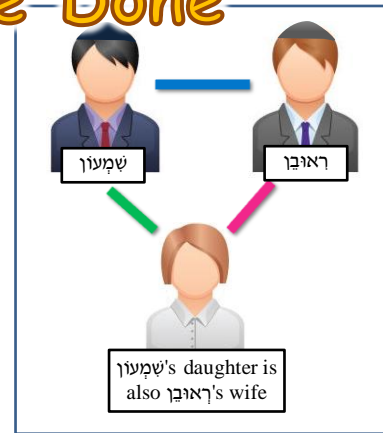 e Done
שִׁמְעוֹן
רְאוּבֵן
שִׁמְעוֹן's daughter is
also רְאוּבֵן's wife